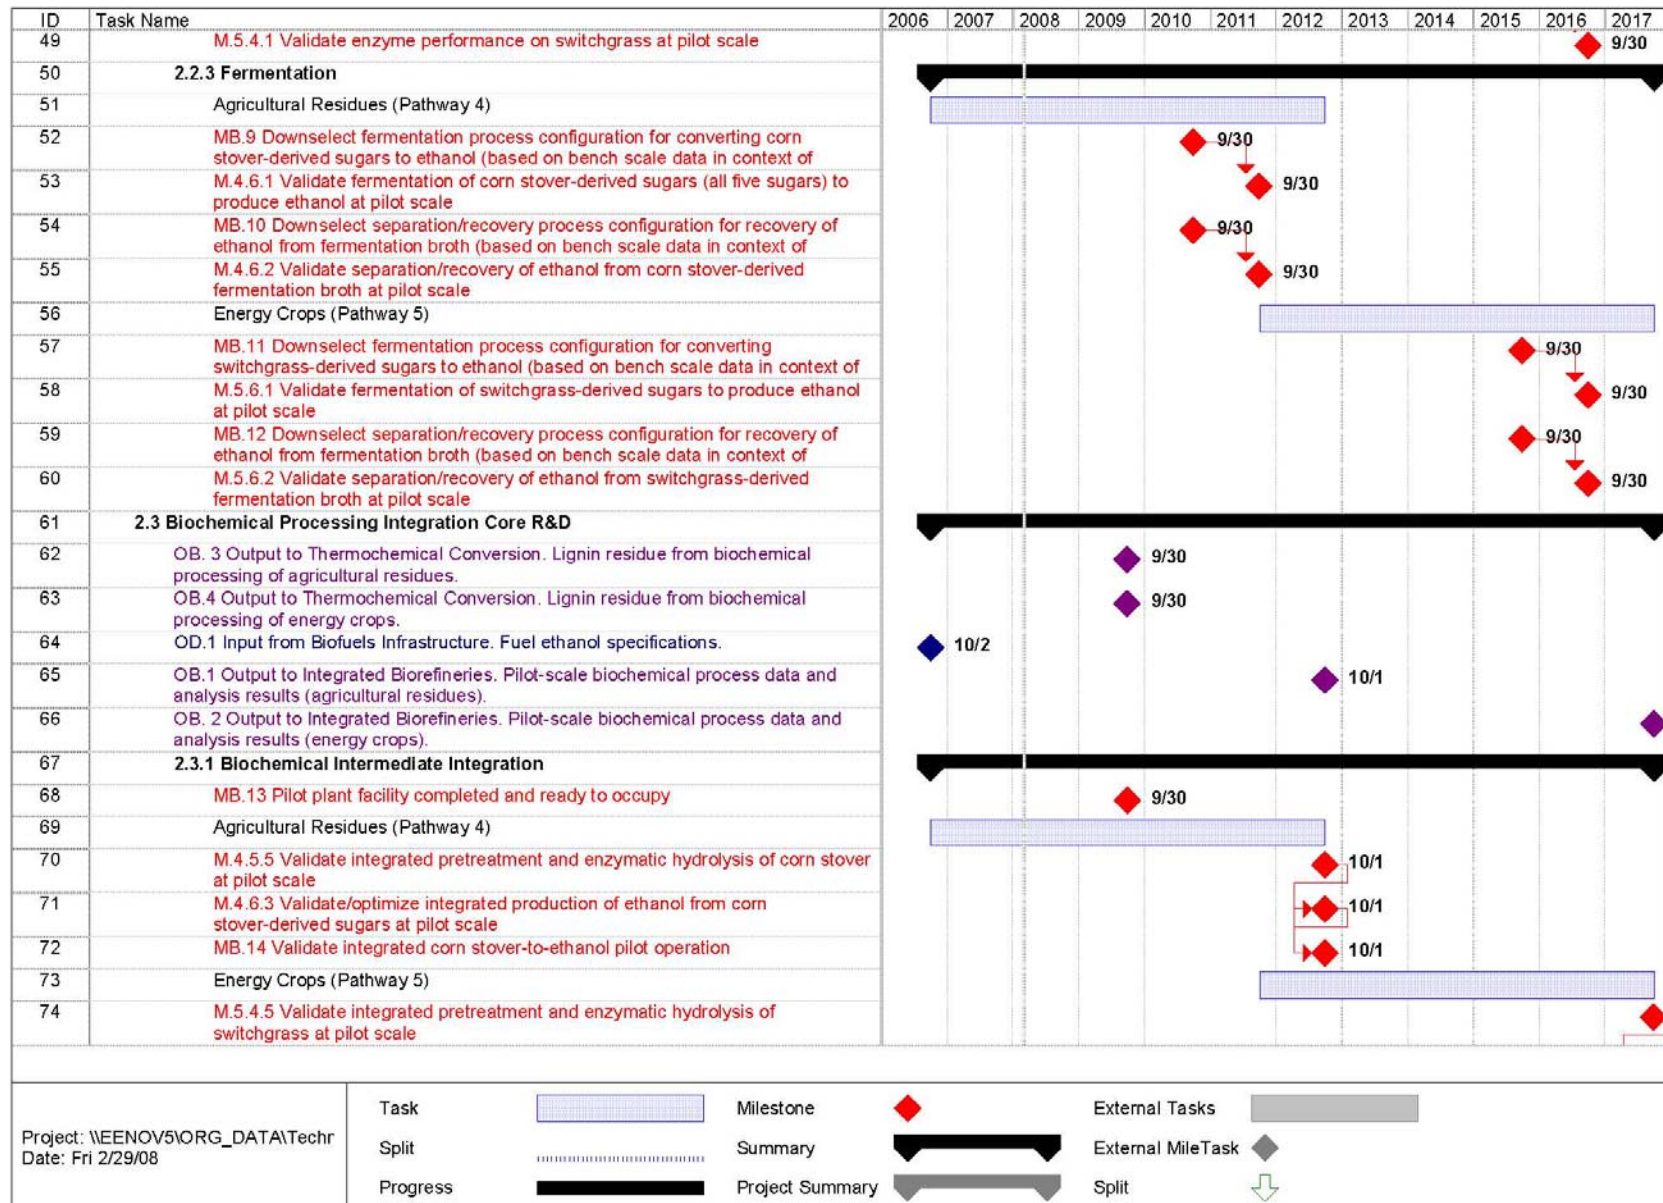 ID Task Name 2006 2007 2008 2009 2010 2011 2012 2013 2014 2015 2016 2017
49 M.5.4.1 Validate enzyme performance on switchgrass at pilot scale 9/30
50 2.2.3 Fermentation
51 Agricultural Residues (Pathway 4)
52 MB.9 Downselect fermentation process configuration for converting corn 9/30
stover-derived sugars to ethanol (based on bench scale data in context of
53 M.4.6.1 Validate fermentation of corn stover-derived sugars (all five sugars) to 9/30
produce ethanol at pilot scale
54 MB.10 Downselect separation/recovery process configuration for recovery of 9/30
ethanol from fermentation broth (based on bench scale data in context of
55 M.4.6.2 Validate separation/recovery of ethanol from corn stover-derived 9/30
fermentation broth at pilot scale
56 Energy Crops (Pathway 5)
57 MB.11 Downselect fermentation process configuration for converting 9/30
switchgrass-derived sugars to ethanol (based on bench scale data in context of
58 M.5.6.1 Validate fermentation of switchgrass-derived sugars to produce ethanol 9/30
at pilot scale
59 MB.12 Downselect separation/recovery process configuration for recovery of 9/30
ethanol from fermentation broth (based on bench scale data in context of
60 M.5.6.2 Validate separation/recovery of ethanol from switchgrass-derived 9/30
fermentation broth at pilot scale
61 2.3 Biochemical Processing Integration Core R&D
62 OB. 3 Output to Thermochemical Conversion. Lignin residue from biochemical 9/30
processing of agricultural residues.
63 OB.4 Output to Thermochemical Conversion. Lignin residue from biochemical 9/30
processing of energy crops.
64 OD.1 Input from Biofuels Infrastructure. Fuel ethanol specifications. 10/2
65 OB.1 Output to Integrated Biorefineries. Pilot-scale biochemical process data and 10/1
analysis results (agricultural residues).
66 OB. 2 Output to Integrated Biorefineries. Pilot-scale biochemical process data and
analysis results (energy crops).
67 2.3.1 Biochemical Intermediate Integration
68 MB.13 Pilot plant facility completed and ready to occupy 9/30
69 Agricultural Residues (Pathway 4)
70 M.4.5.5 Validate integrated pretreatment and enzymatic hydrolysis of corn stover 10/1
at pilot scale
71 M.4.6.3 Validate/optimize integrated production of ethanol from corn 10/1
stover-derived sugars at pilot scale
72 MB.14 Validate integrated corn stover-to-ethanol pilot operation 10/1
73 Energy Crops (Pathway 5)
74 M.5.4.5 Validate integrated pretreatment and enzymatic hydrolysis of
switchgrass at pilot scale
Project: \\EENOV5\ORG_DATA\Techr
Date: Fri 2/29/08
Task Milestone External Tasks
Split Summary External MileTask
Progress Project Summary Split